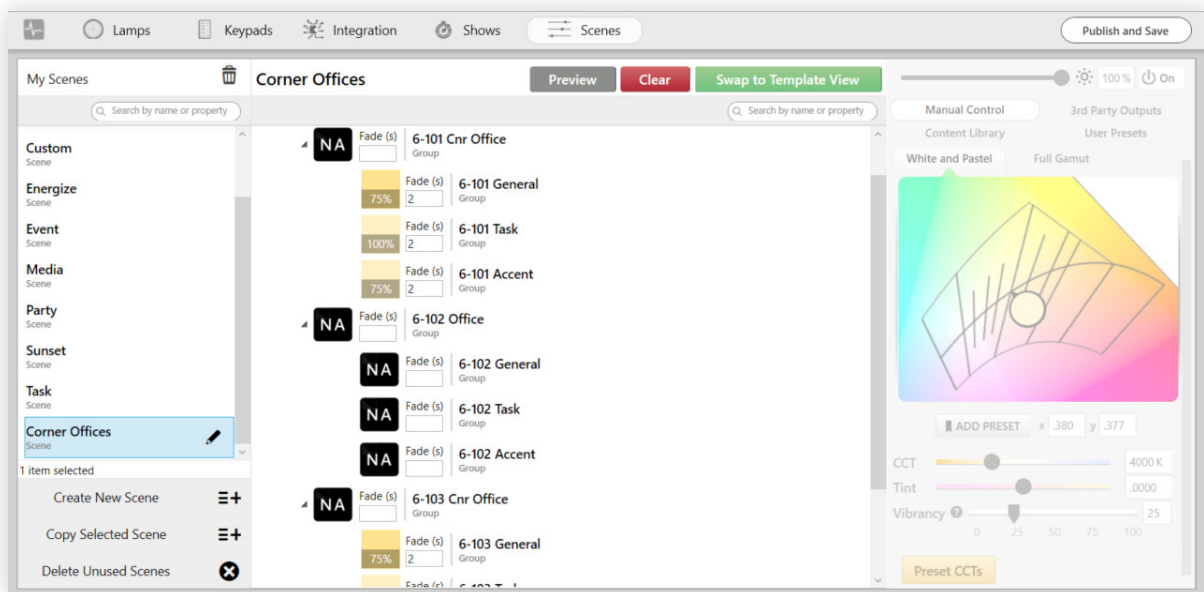 Lamps
Keypads
Integration
Shows
Scenes
Publish and Save
My Scenes
Search by name or property
Custom
Scene
Energize
Scene
Event
Scene
Media
Scene
Party
Scene
Sunset
Scene
Task
Scene
Corner Offices
Scene
1 item selected
Create New Scene
Copy Selected Scene
Delete Unused Scenes
Corner Offices
Preview
Clear
Swap to Template View
Search by name or property
NA Fade (s) 6-101 Cnr Office
Group
Fade (s) 6-101 General
75% 2 Group
Fade (s) 6-101 Task
100% 2 Group
Fade (s) 6-101 Accent
75% 2 Group
NA Fade (s) 6-102 Office
Group
NA Fade (s) 6-102 General
Group
NA Fade (s) 6-102 Task
Group
NA Fade (s) 6-102 Accent
Group
NA Fade (s) 6-103 Cnr Office
Group
Fade (s) 6-103 General
75% 2 Group
Fade (s)
100% On
Manual Control 3rd Party Outputs
Content Library User Presets
White and Pastel Full Gamut
ADD PRESET x .380 y .377
CCT 4000 K
Tint .0000
Vibrancy ? 25
0 25 50 75 100
Preset CCTs